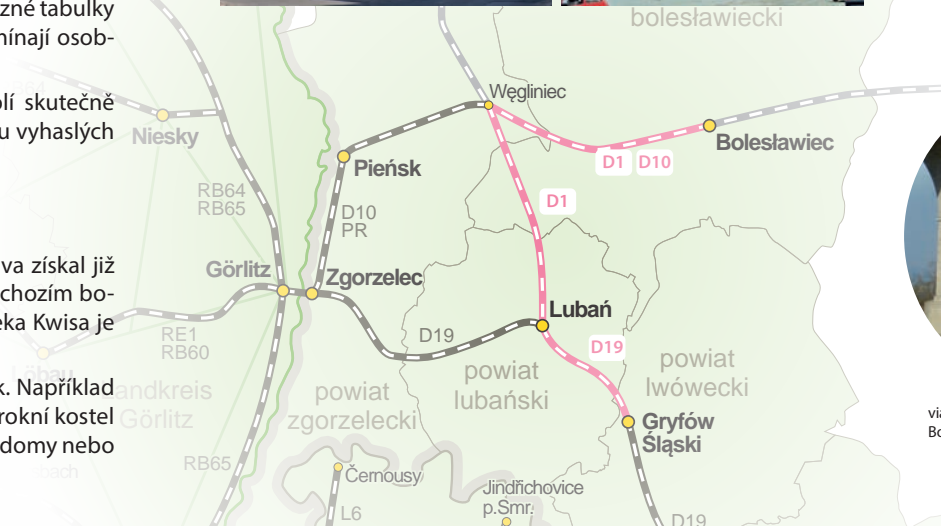 zné tabulky
mínají osob-
olí skutečně
u vyhaslých
va získal již
chozím bo-
eka Kwisa je
k. Například
rokní kostel
domy nebo
bolesławiecki
Węgliniec
Niesky
Bolesławiec
D1 D10
Pieńsk
RB64
RB65
D1
D10
PR
Görlitz
Zgorzelec
Lubań
RE1
RB60
D19
D19
Löbau
Landkreis
Görlitz
powiat
zgorzelecki
powiat
lubański
powiat
lwówecki
Gryfów
Śląski
via
Bo
RB65
Černousy
Jindřichovice
p.Smr.
L6
D19